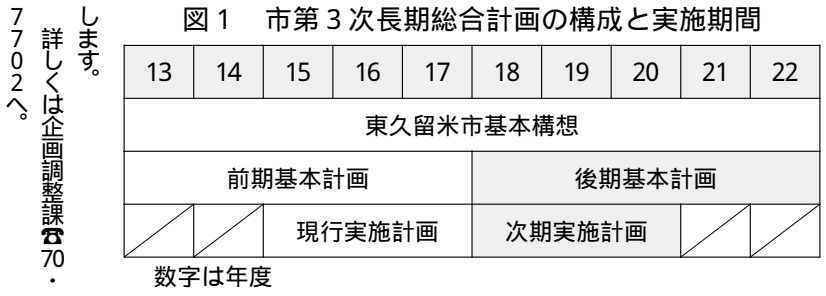 します。
詳しくは企画調整課☎70・
7702へ。
図1 市第3次長期総合計画の構成と実施期間
13 14 15 16 17 18 19 20 21 22
東久留米市基本構想
前期基本計画 後期基本計画
現行実施計画 次期実施計画
数字は年度